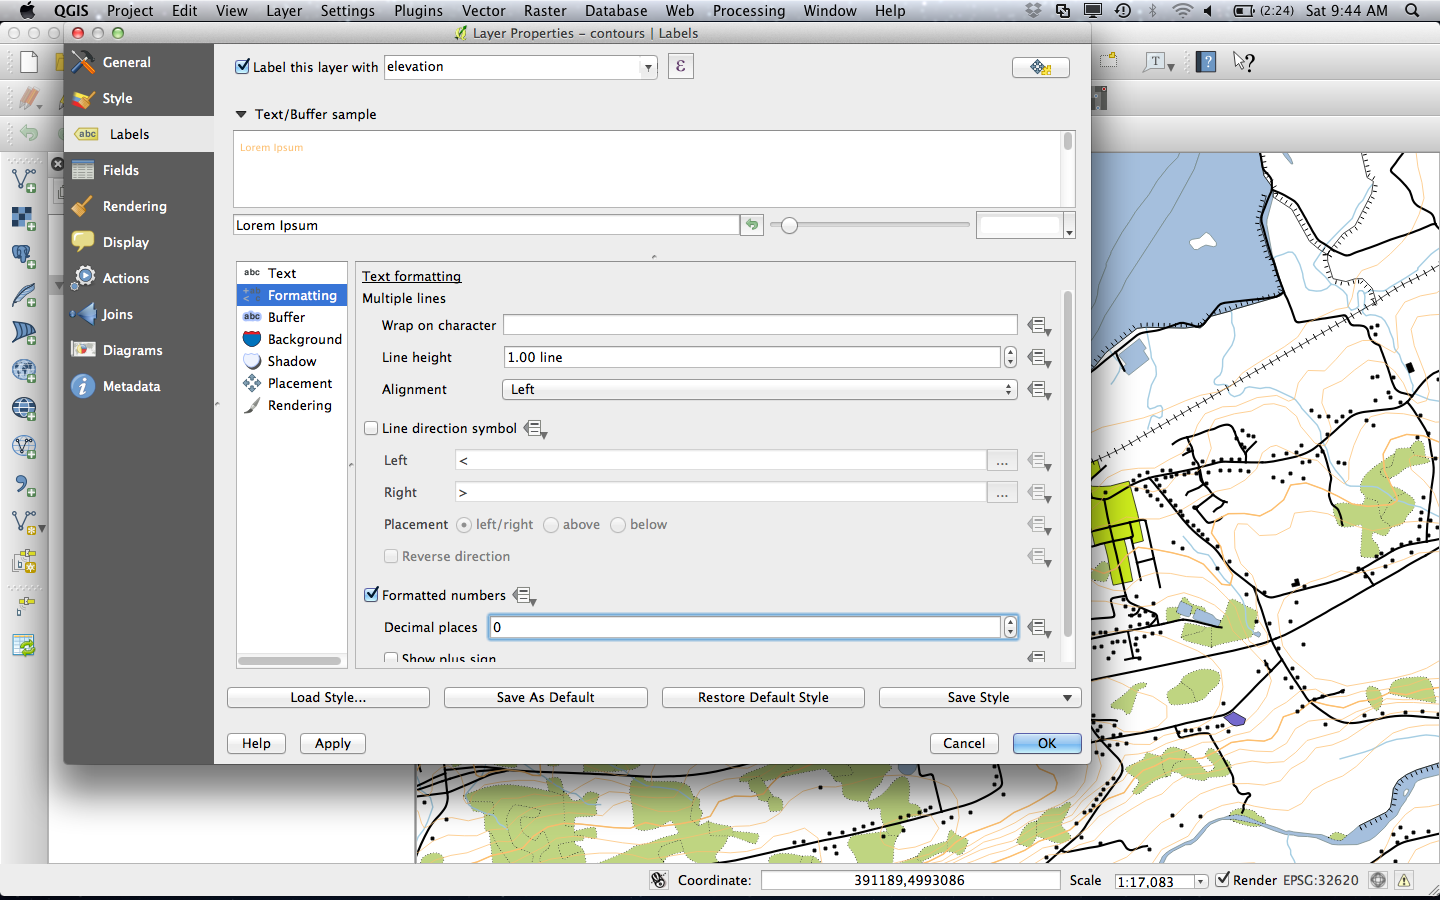 QGIS Project Edit View Layer Settings Plugins Vector Raster Database Web Processing Window Help (2:24) Sat 9:44 AM
Layer Properties – contours | Labels
General
Style
abc Labels
Fields
Rendering
Display
Actions
Joins
Diagrams
Metadata
Label this layer with elevation ε
Text/Buffer sample
Lorem Ipsum
Lorem Ipsum
abc Text
Formatting
abc Buffer
Background
Shadow
Placement
Rendering
Text formatting
Multiple lines
Wrap on character
Line height 1.00 line
Alignment Left
Line direction symbol
Left < ...
Right > ...
Placement left/right above below
Reverse direction
Formatted numbers
Decimal places 0
Show plus sign
Load Style... Save As Default Restore Default Style Save Style
Help Apply Cancel OK
Coordinate: 391189,4993086 Scale 1:17,083 Render EPSG:32620